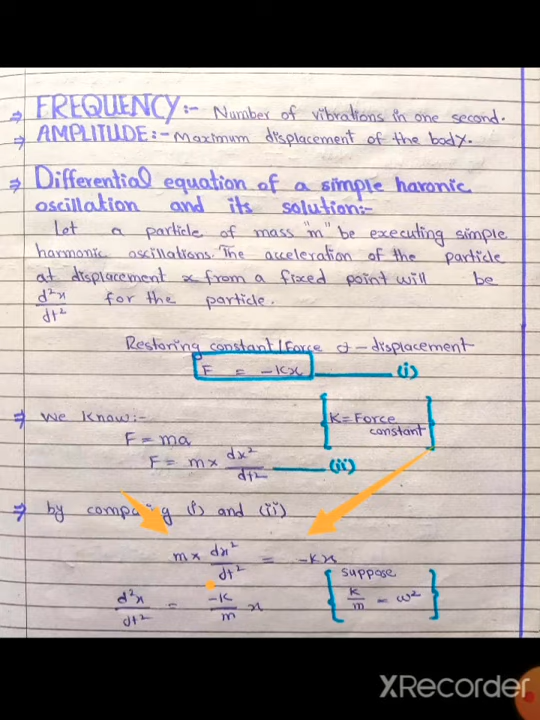 ⇒ FREQUENCY:- Number of vibrations in one second.
⇒ AMPLITUDE:- Maximum displacement of the body.
⇒ Differential equation of a simple haronic
oscillation and its solution:-
Let a particle of mass "m" be executing simple
harmonic oscillations. The acceleration of the particle
at displacement x from a fixed point will be
d²x/dt² for the particle.
Restoring constant/Force α - displacement
F = -Kx (i)
⇒ We know:-
[K = Force
constant]
F = ma
F = m × dx²/dt² (ii)
⇒ by comparing (i) and (ii)
m × dx²/dt² = -Kx
d²x/dt² = -K/m x
[suppose
K/m = ω²]
XRecorder